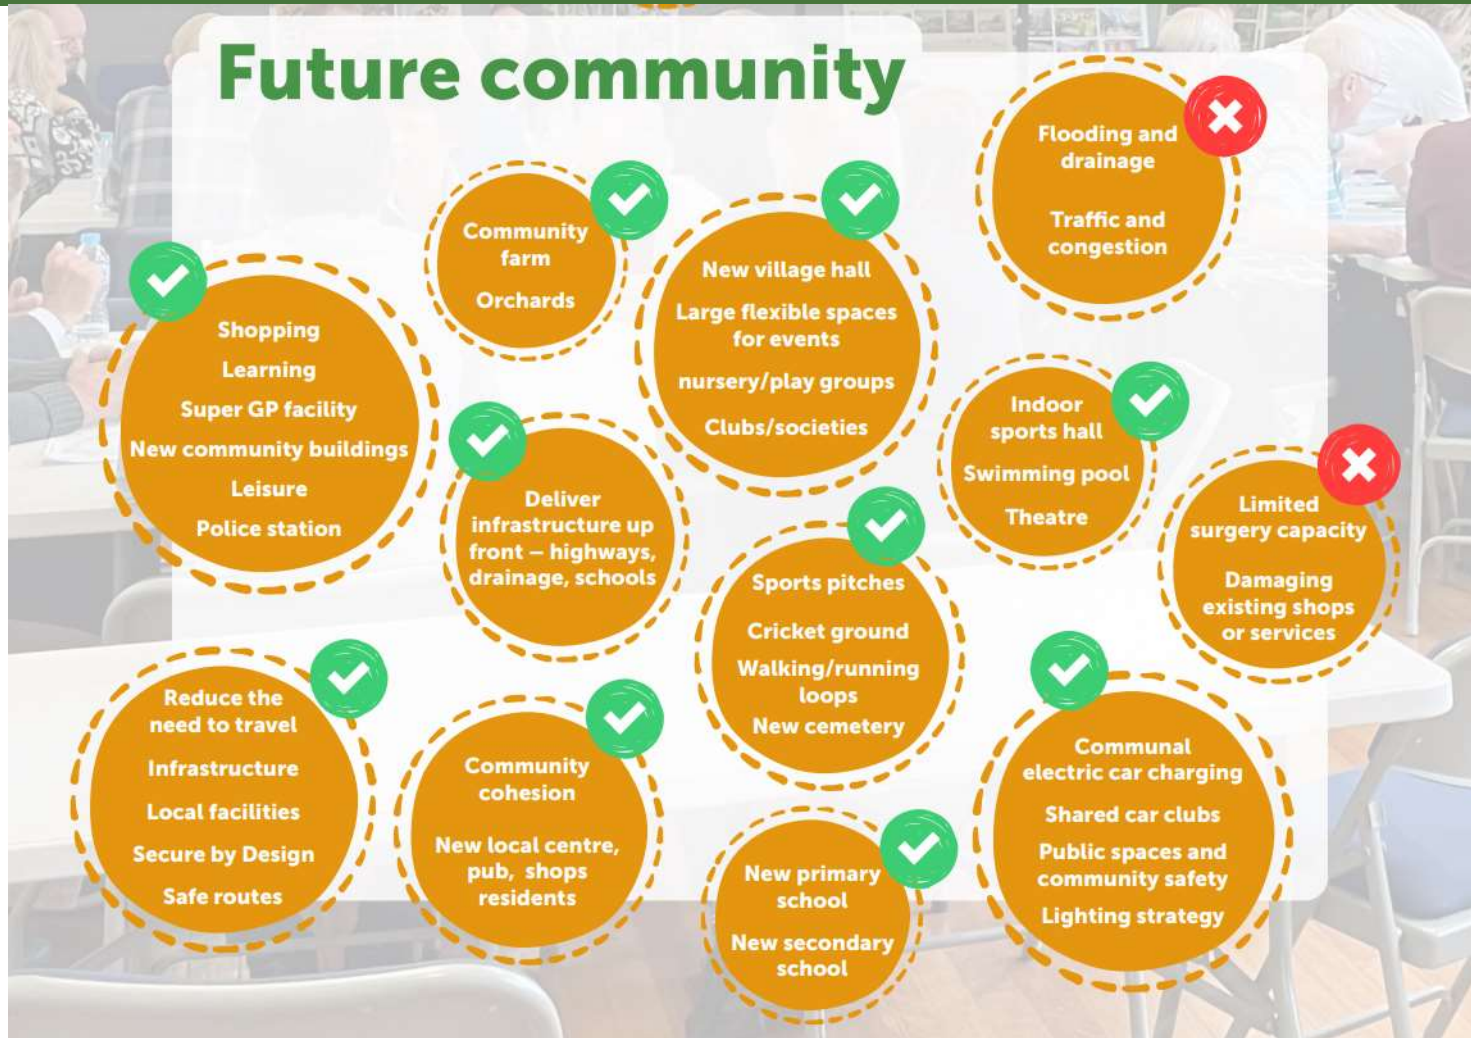 Future community
Flooding and
drainage
Traffic and
congestion
Community
farm
Orchards
New village hall
Large flexible spaces
for events
nursery/play groups
Clubs/societies
Shopping
Learning
Super GP facility
New community buildings
Leisure
Police station
Indoor
sports hall
Swimming pool
Theatre
Deliver
infrastructure up
front – highways,
drainage, schools
Limited
surgery capacity
Damaging
existing shops
or services
Sports pitches
Cricket ground
Walking/running
loops
New cemetery
Reduce the
need to travel
Infrastructure
Local facilities
Secure by Design
Safe routes
Community
cohesion
New local centre,
pub, shops
residents
Communal
electric car charging
Shared car clubs
Public spaces and
community safety
Lighting strategy
New primary
school
New secondary
school